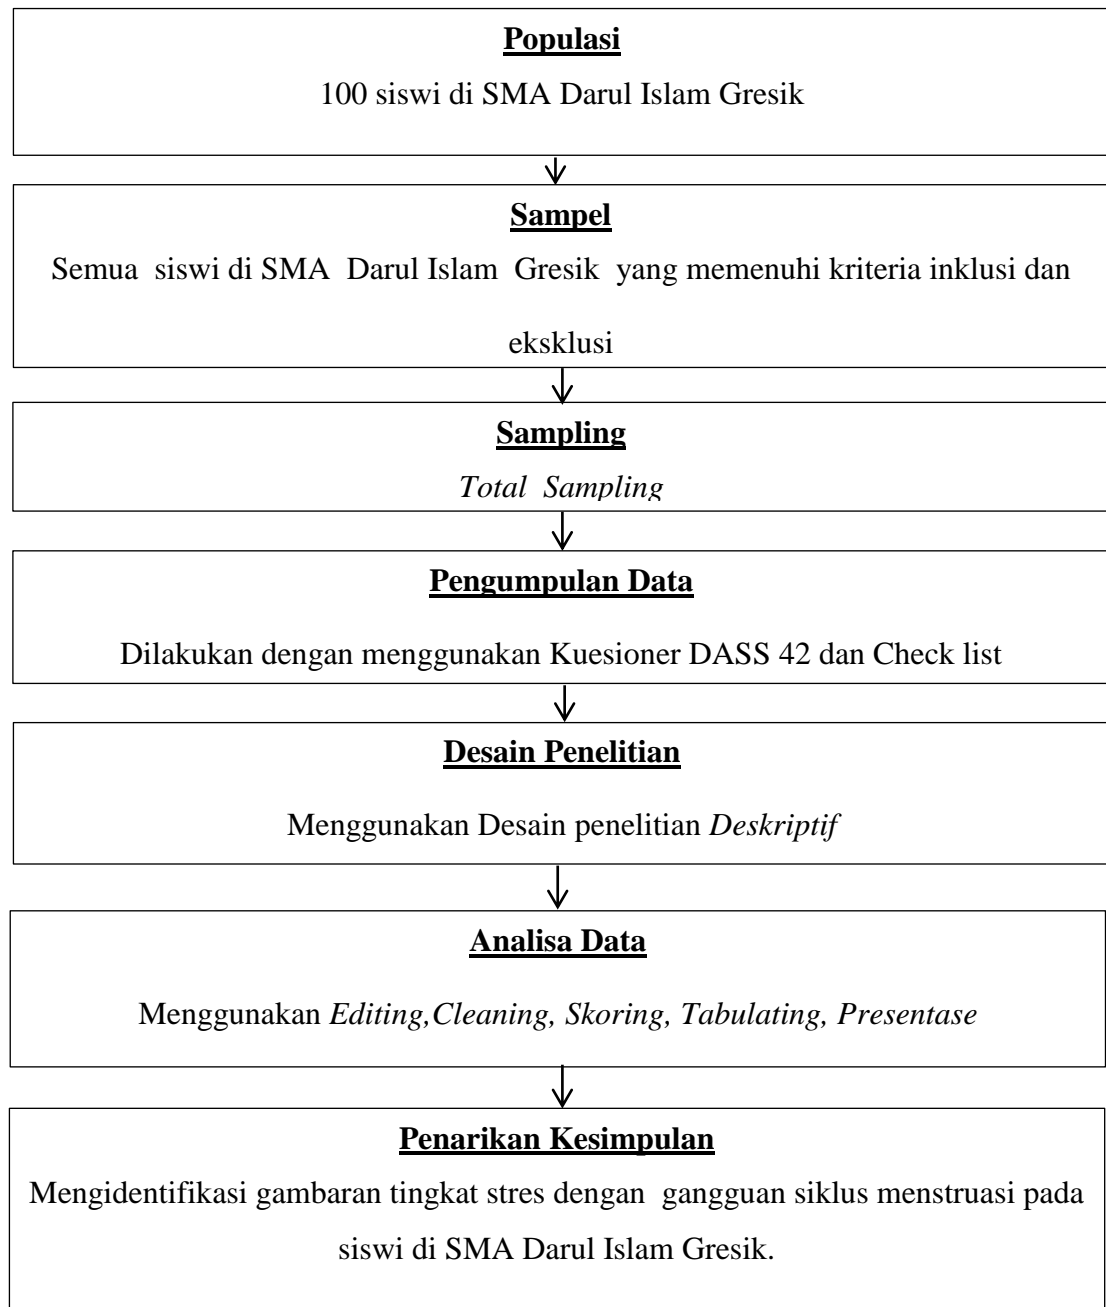 Populasi
100 siswi di SMA Darul Islam Gresik
Sampel
Semua siswi di SMA Darul Islam Gresik yang memenuhi kriteria inklusi dan
eksklusi
Sampling
Total Sampling
Pengumpulan Data
Dilakukan dengan menggunakan Kuesioner DASS 42 dan Check list
Desain Penelitian
Menggunakan Desain penelitian Deskriptif
Analisa Data
Menggunakan Editing,Cleaning, Skoring, Tabulating, Presentase
Penarikan Kesimpulan
Mengidentifikasi gambaran tingkat stres dengan gangguan siklus menstruasi pada
siswi di SMA Darul Islam Gresik.